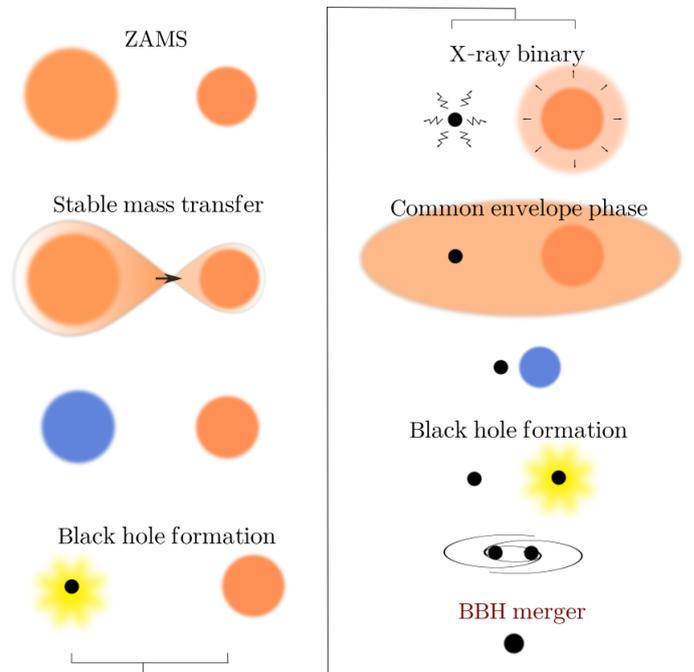 ZAMS
Stable mass transfer
Black hole formation
X-ray binary
Common envelope phase
Black hole formation
BBH merger